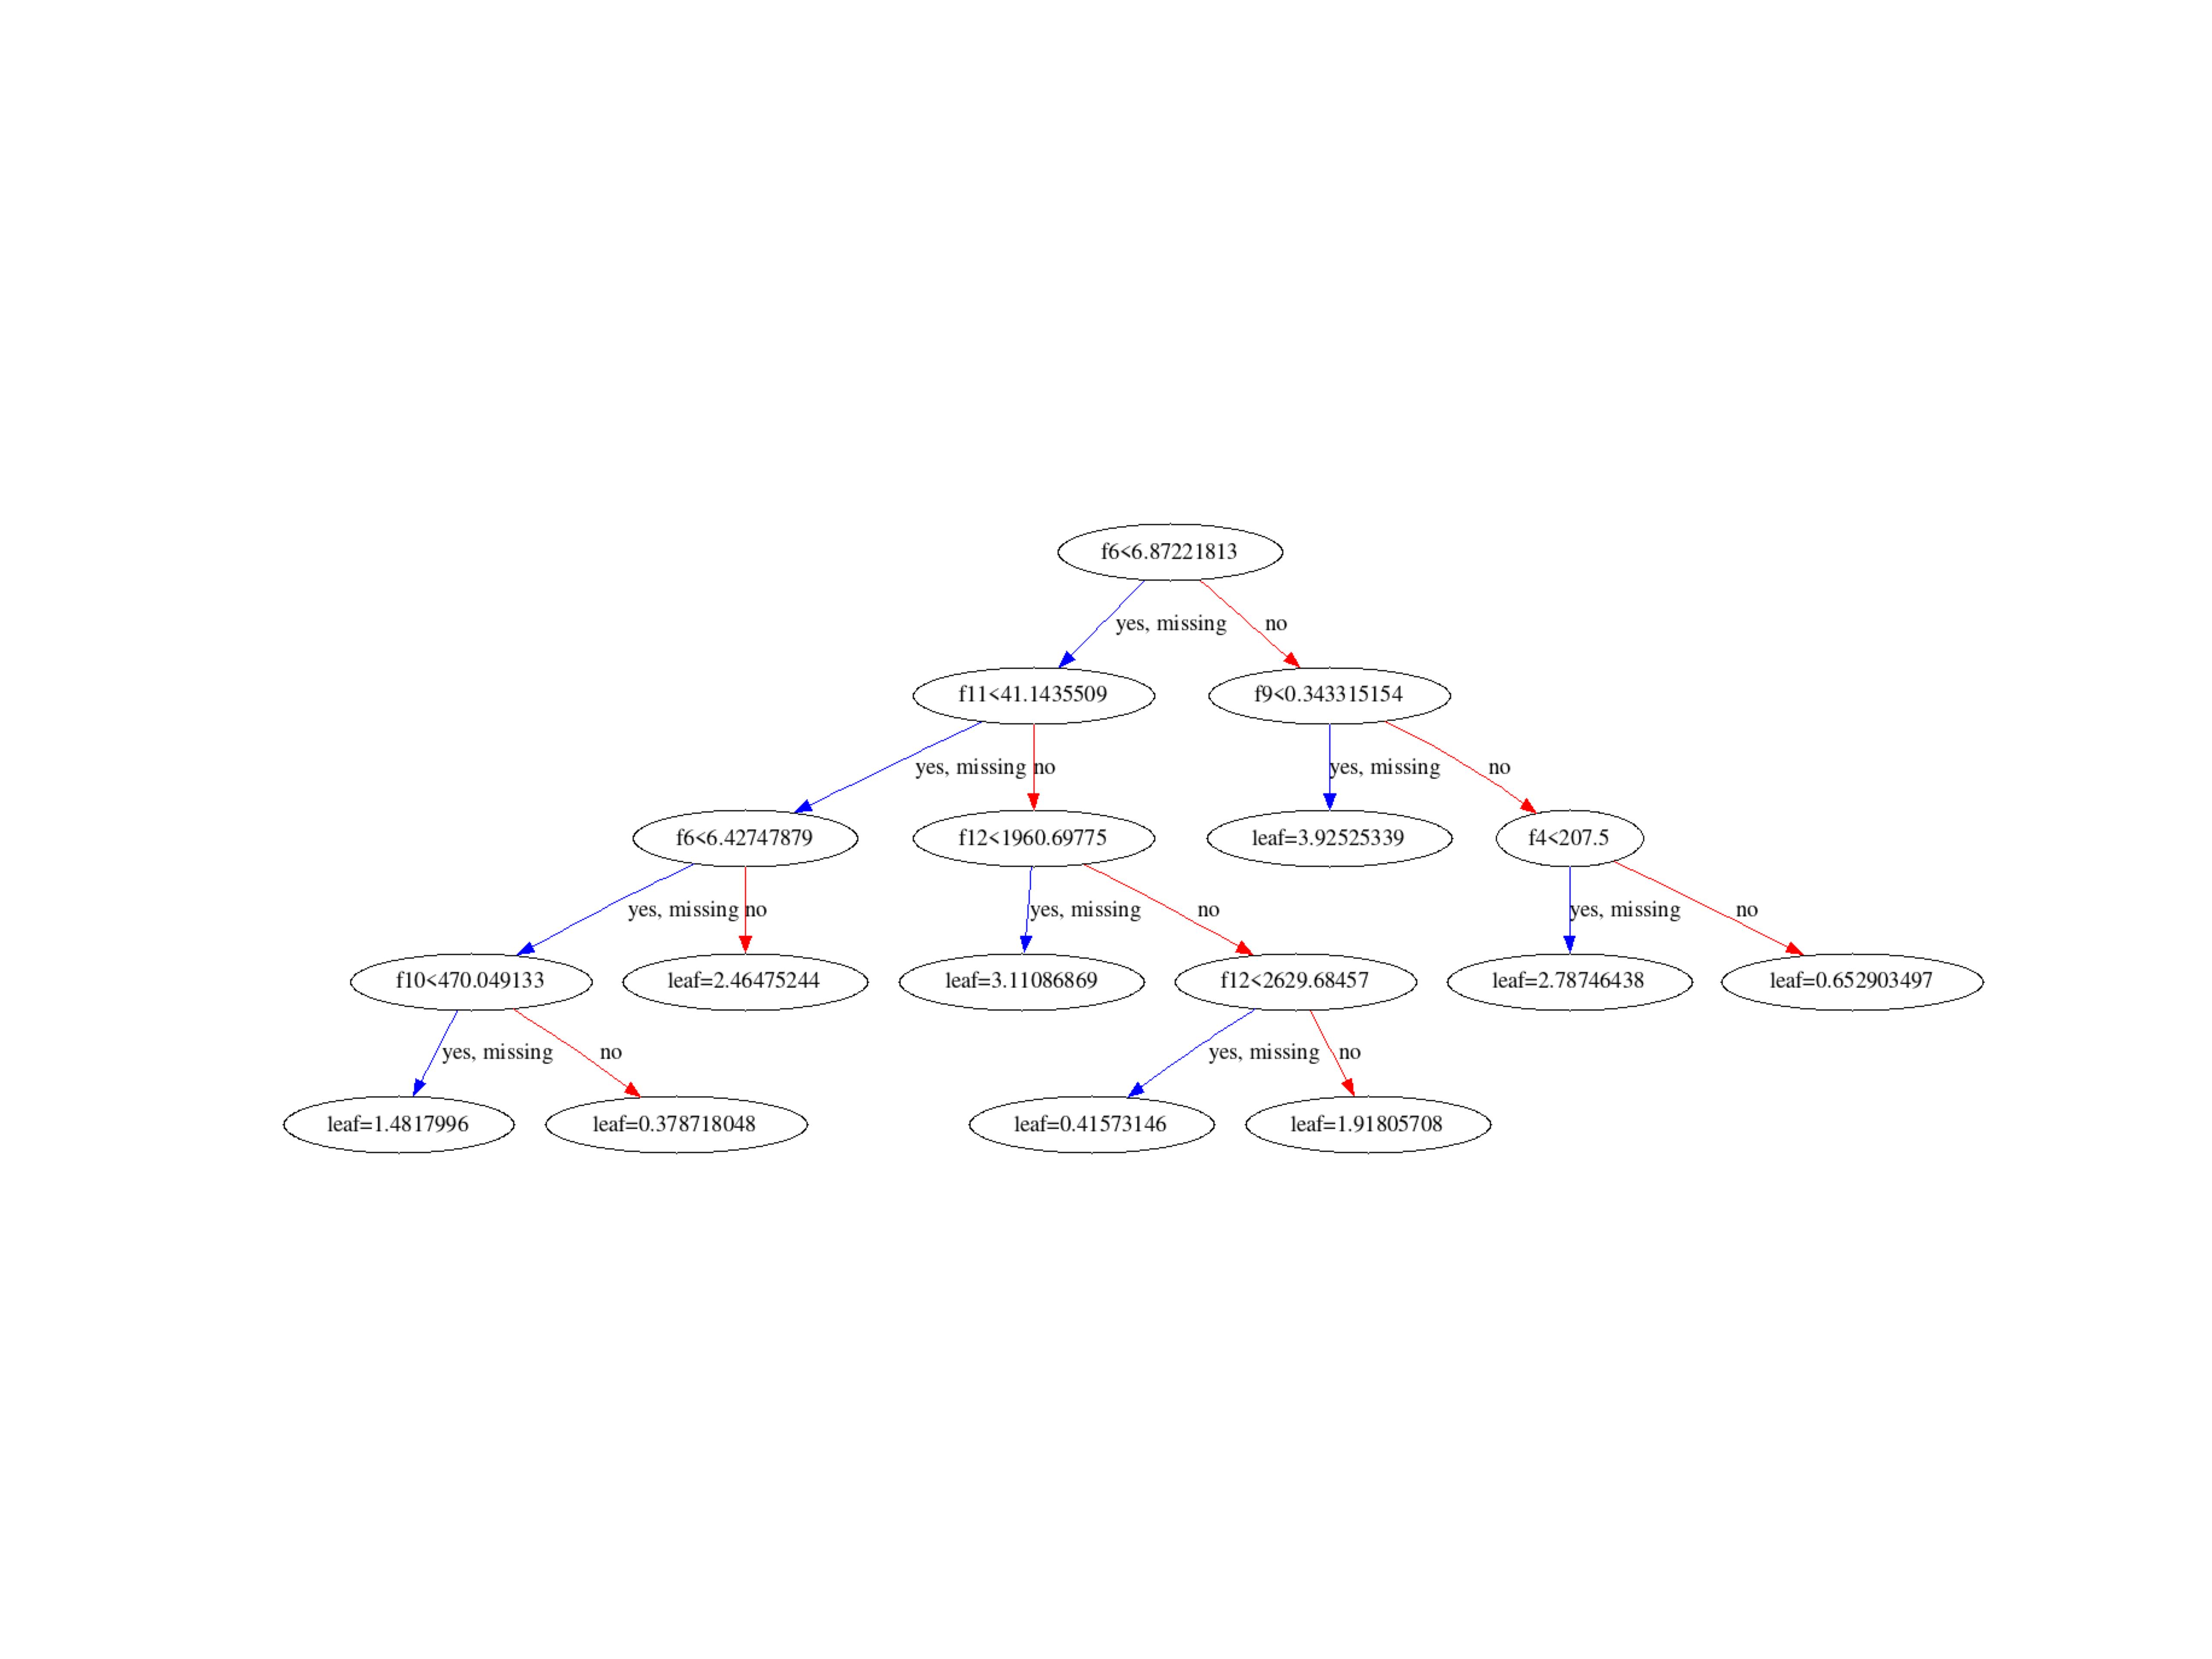 f6<6.87221813
yes, missing
no
f11<41.1435509
f9<0.343315154
yes, missing
no
yes, missing
no
f6<6.42747879
f12<1960.69775
leaf=3.92525339
f4<207.5
yes, missing
no
yes, missing
no
yes, missing
no
f10<470.049133
leaf=2.46475244
leaf=3.11086869
f12<2629.68457
leaf=2.78746438
leaf=0.652903497
yes, missing
no
yes, missing
no
leaf=1.4817996
leaf=0.378718048
leaf=0.41573146
leaf=1.91805708